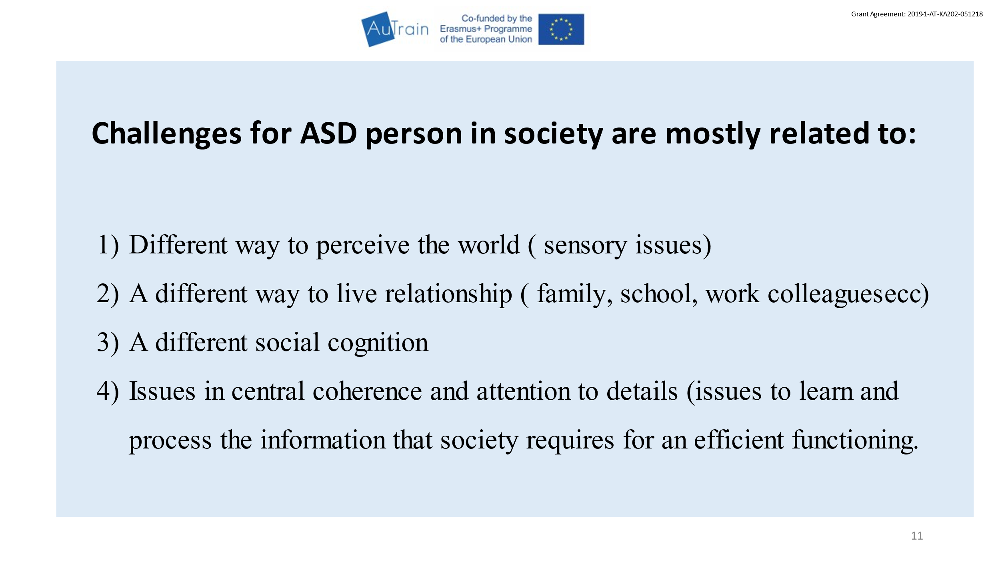 AuTrain
Co-funded by the
Erasmus+ Programme
of the European Union
Grant Agreement: 2019-1-AT-KA202-051218
Challenges for ASD person in society are mostly related to:
1) Different way to perceive the world ( sensory issues)
2) A different way to live relationship ( family, school, work colleaguesecc)
3) A different social cognition
4) Issues in central coherence and attention to details (issues to learn and
process the information that society requires for an efficient functioning.
11